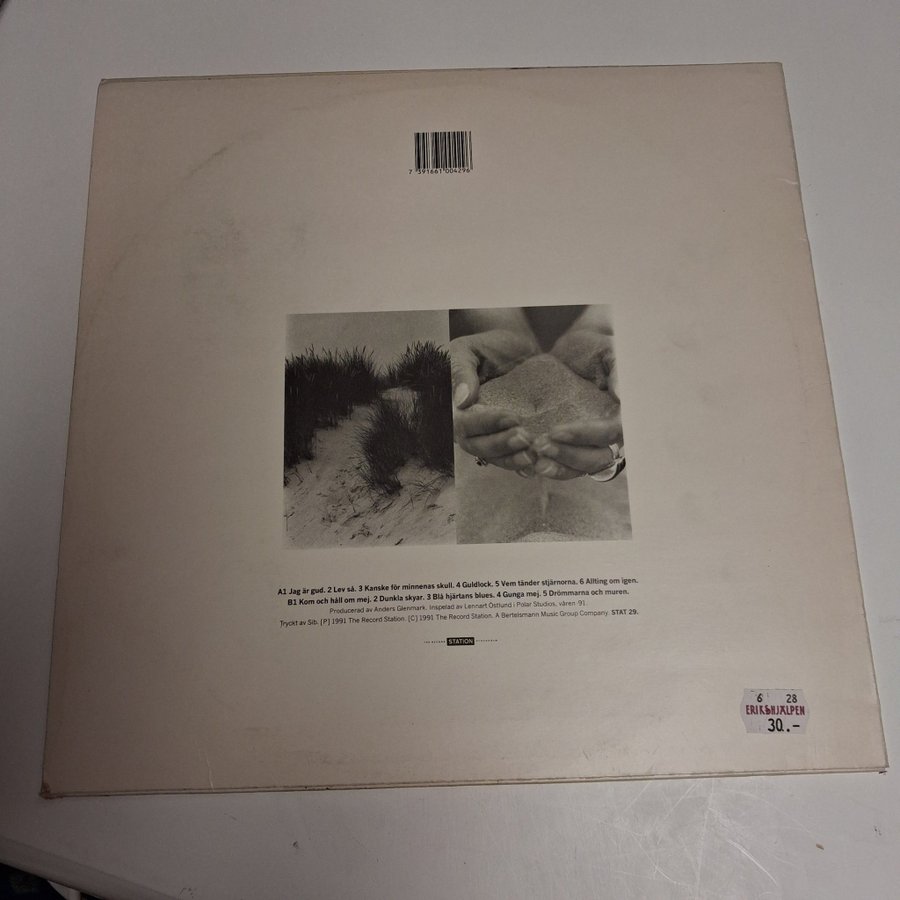 7 391661 004296
A1 Jag är gud. 2 Lev så. 3 Kanske för minnenas skull. 4 Guldlock. 5 Vem tänder stjärnorna. 6 Allting om igen.
B1 Kom och håll om mej. 2 Dunkla skyar. 3 Blå hjärtans blues. 4 Gunga mej. 5 Drömmarna och muren.
Producerad av Anders Glenmark. Inspelad av Lennart Östlund i Polar Studios, våren -91.
Tryckt av Sib. [P] 1991 The Record Station. [C] 1991 The Record Station. A Bertelsmann Music Group Company. STAT 29.
THE RECORD STATION STOCKHOLM
6 28
ERIKSHJÄLPEN
30.-